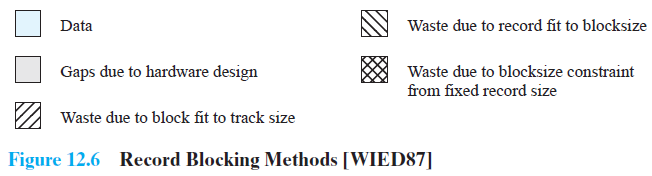 Data
Gaps due to hardware design
Waste due to block fit to track size
Waste due to record fit to blocksize
Waste due to blocksize constraint
from fixed record size
Figure 12.6 Record Blocking Methods [WIED87]